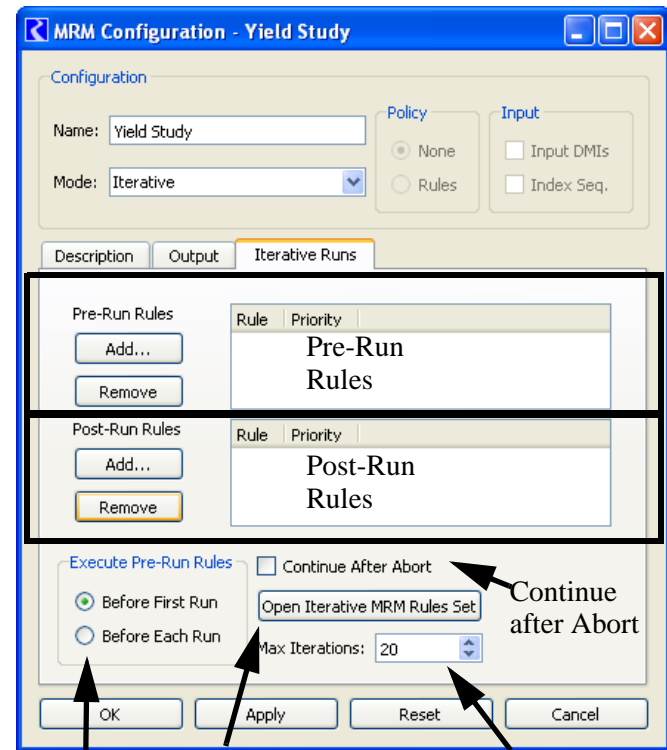 MRM Configuration - Yield Study
Configuration
Name: Yield Study
Mode: Iterative
Policy
None
Rules
Input
Input DMIs
Index Seq.
Description Output Iterative Runs
Pre-Run Rules
Add...
Remove
Rule Priority
Pre-Run
Rules
Post-Run Rules
Add...
Remove
Rule Priority
Post-Run
Rules
Execute Pre-Run Rules
Before First Run
Before Each Run
Continue After Abort
Open Iterative MRM Rules Set
Max Iterations: 20
Continue
after Abort
OK Apply Reset Cancel